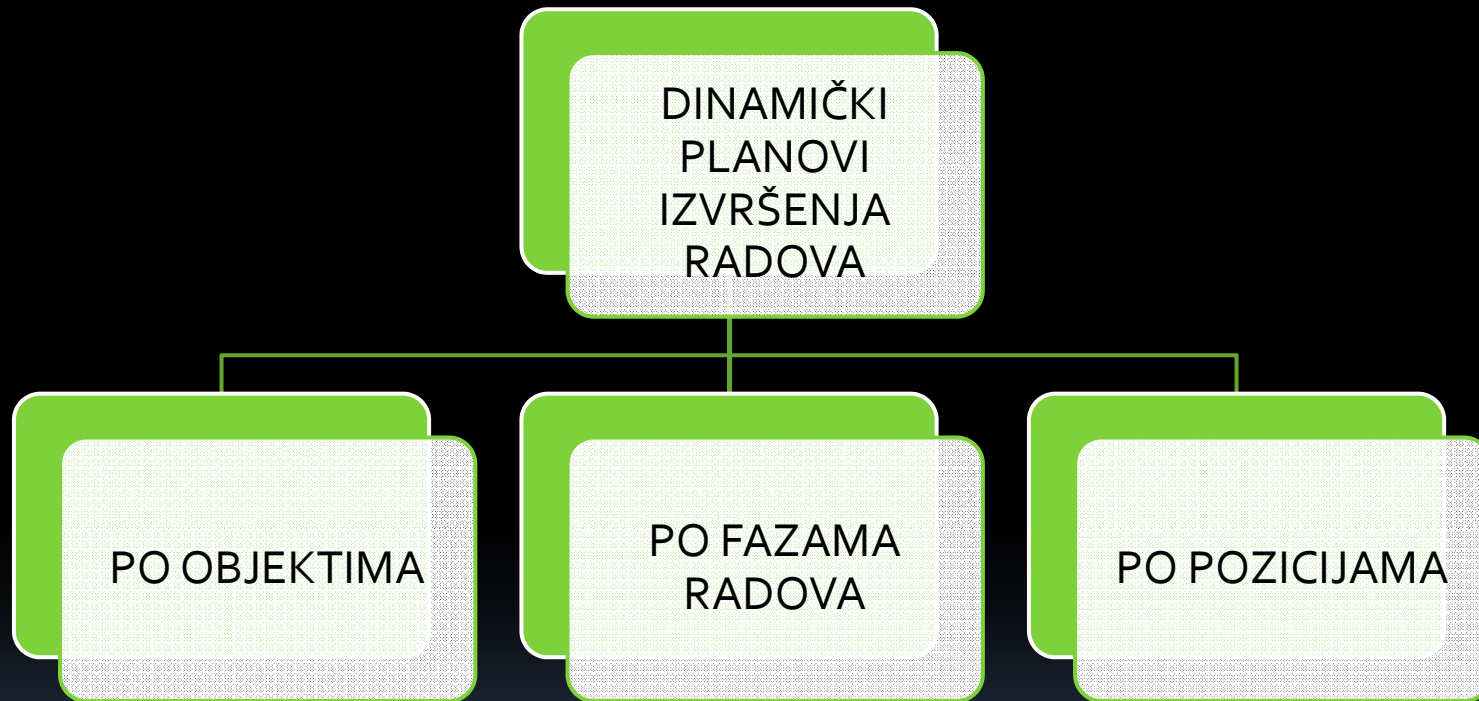 DINAMIČKI
PLANOVI
IZVRŠENJA
RADOVA
PO OBJEKTIMA
PO FAZAMA
RADOVA
PO POZICIJAMA